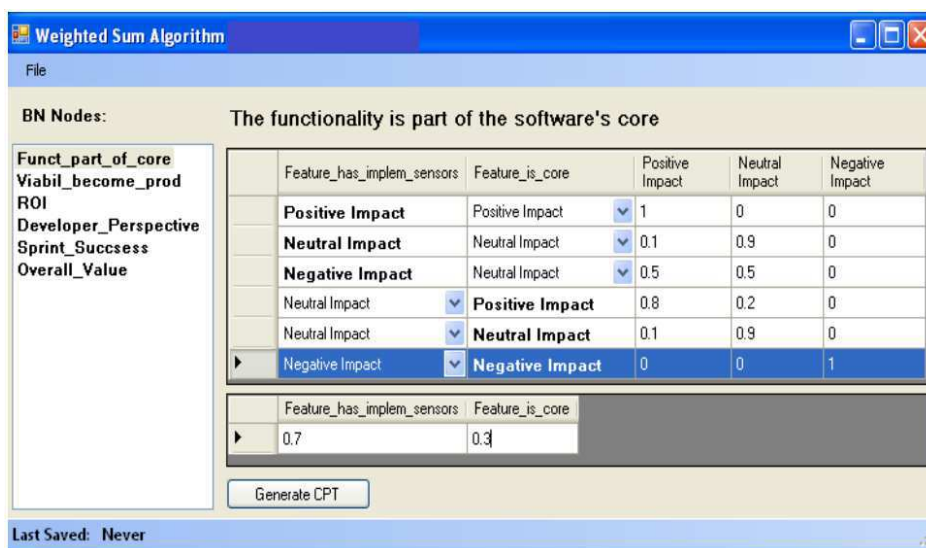 Weighted Sum Algorithm
File
BN Nodes:
The functionality is part of the software's core
Funct_part_of_core
Viabil_become_prod
ROI
Developer_Perspective
Sprint_Succsess
Overall_Value
Feature_has_implem_sensors Feature_is_core Positive Impact Neutral Impact Negative Impact
Positive Impact Positive Impact 1 0 0
Neutral Impact Neutral Impact 0.1 0.9 0
Negative Impact Neutral Impact 0.5 0.5 0
Neutral Impact Positive Impact 0.8 0.2 0
Neutral Impact Neutral Impact 0.1 0.9 0
Negative Impact Negative Impact 0 0 1
Feature_has_implem_sensors Feature_is_core
0.7 0.3
Generate CPT
Last Saved: Never